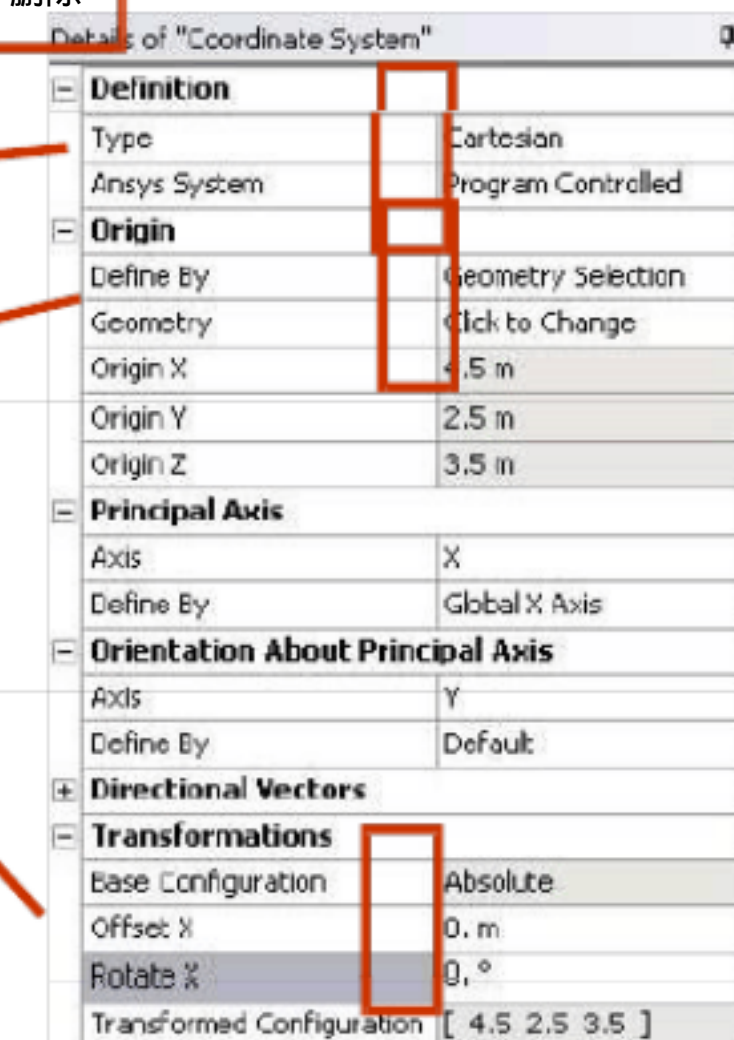 Details of "Coordinate System"
Definition
Type Cartesian
Ansys System Program Controlled
Origin
Define By Geometry Selection
Geometry Click to Change
Origin X 4.5 m
Origin Y 2.5 m
Origin Z 3.5 m
Principal Axis
Axis X
Define By Global X Axis
Orientation About Principal Axis
Axis Y
Define By Default
Directional Vectors
Transformations
Base Configuration Absolute
Offset X 0. m
Rotate X 0. °
Transformed Configuration [ 4.5 2.5 3.5 ]